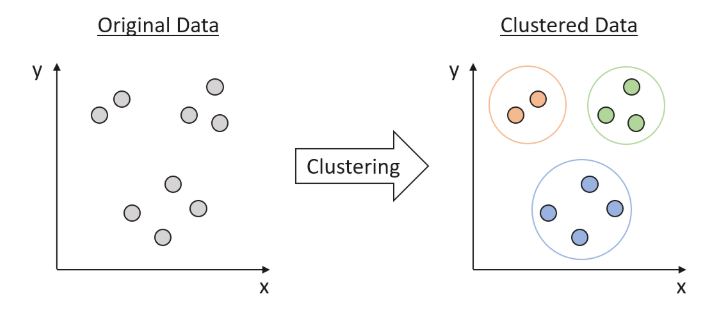 Original Data
Clustered Data
y
y
Clustering
x
x